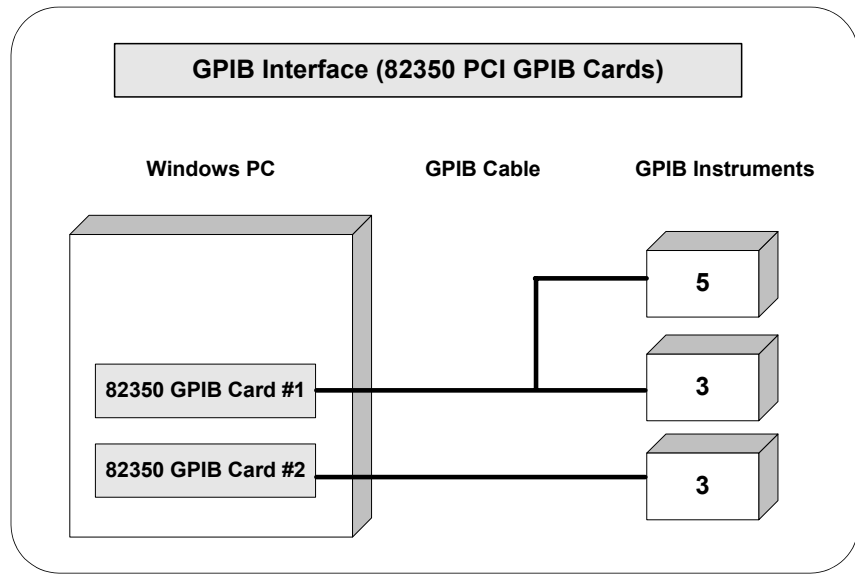 GPIB Interface (82350 PCI GPIB Cards)
Windows PC
GPIB Cable
GPIB Instruments
5
82350 GPIB Card #1
3
82350 GPIB Card #2
3